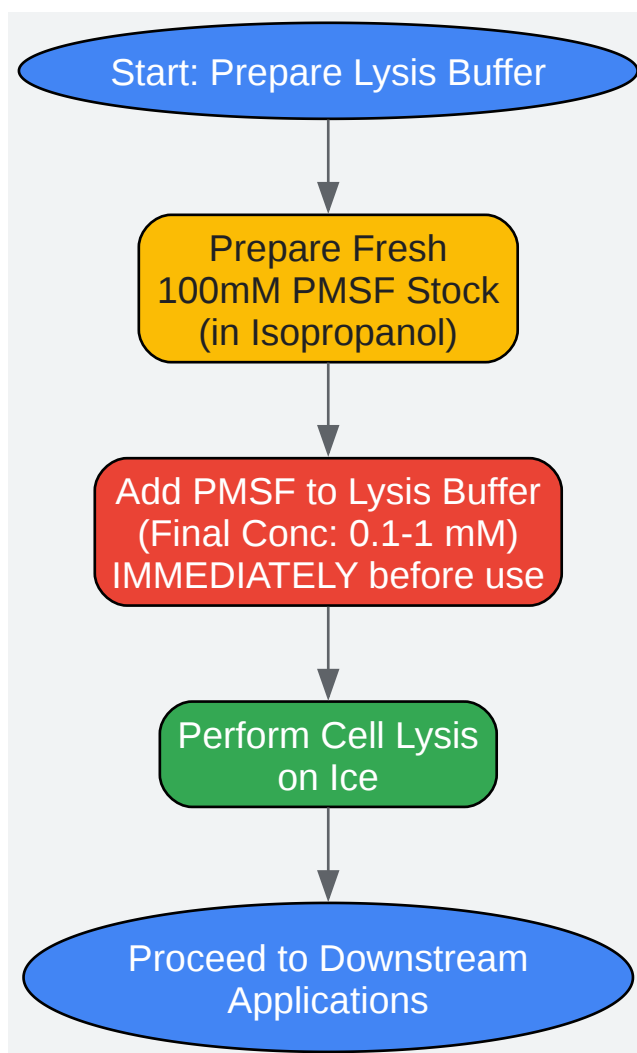 Start: Prepare Lysis Buffer
Prepare Fresh
100mM PMSF Stock
(in Isopropanol)
Add PMSF to Lysis Buffer
(Final Conc: 0.1-1 mM)
IMMEDIATELY before use
Perform Cell Lysis
on Ice
Proceed to Downstream
Applications